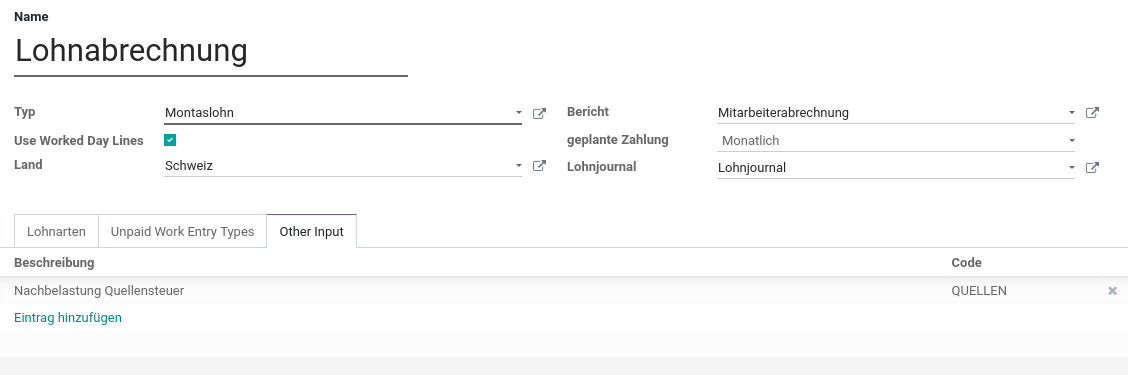 Name
Lohnabrechnung
Typ Montaslohn Bericht Mitarbeiterabrechnung
Use Worked Day Lines geplante Zahlung Monatlich
Land Schweiz Lohnjournal Lohnjournal
Lohnarten Unpaid Work Entry Types Other Input
Beschreibung Code
Nachbelastung Quellensteuer QUELLEN
Eintrag hinzufügen